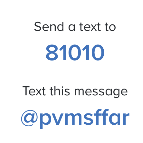 Send a text to
81010
Text this message
@pvmsffar